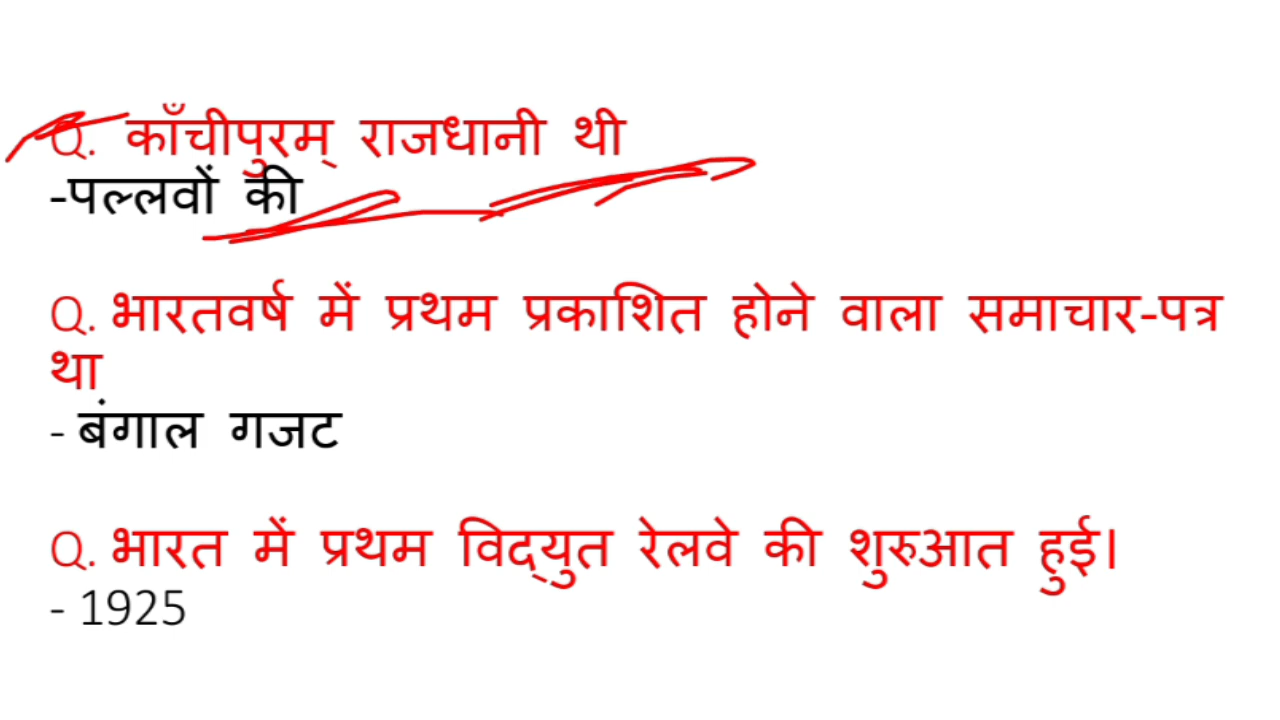 Q. काँचीपुरम् राजधानी थी
-पल्लवों की
Q. भारतवर्ष में प्रथम प्रकाशित होने वाला समाचार-पत्र
था
- बंगाल गजट
Q. भारत में प्रथम विद्युत रेलवे की शुरुआत हुई।
- 1925